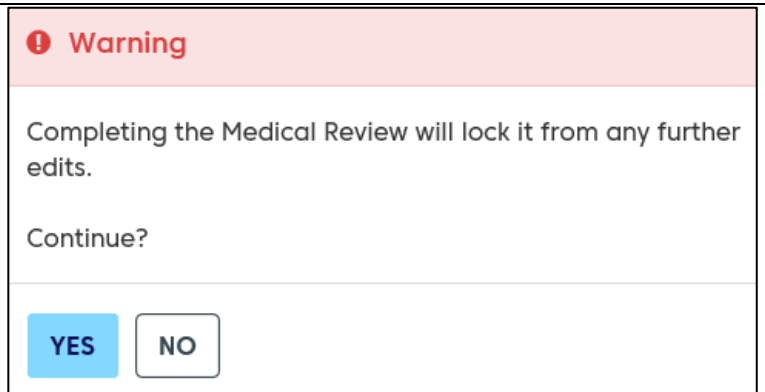 Warning
Completing the Medical Review will lock it from any further
edits.
Continue?
YES NO